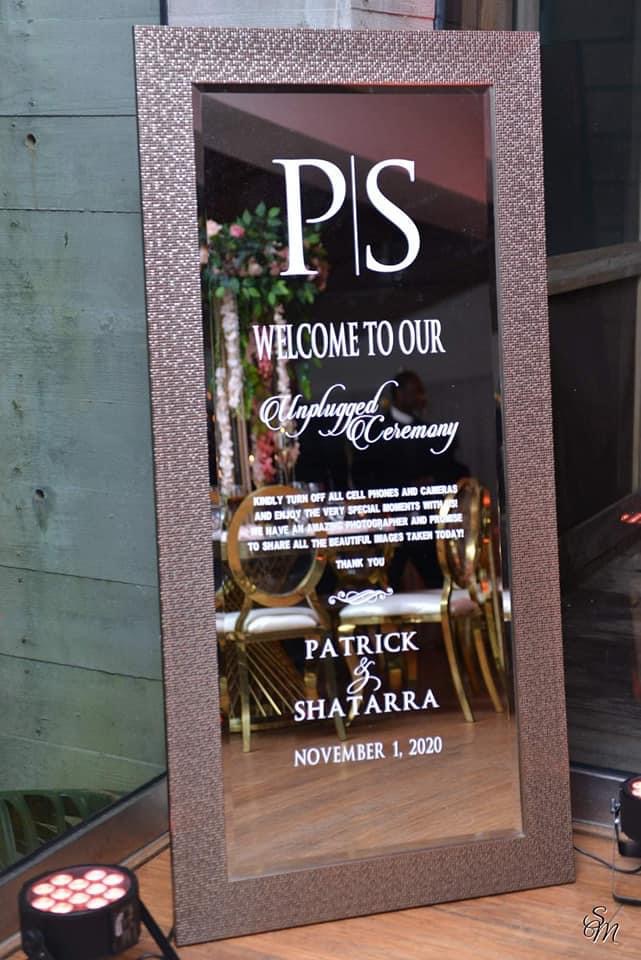 P|S
WELCOME TO OUR
Unplugged
Ceremony
KINDLY TURN OFF ALL CELL PHONES AND CAMERAS
AND ENJOY THE VERY SPECIAL MOMENTS WITH US!
WE HAVE AN AMAZING PHOTOGRAPHER AND PROMISE
TO SHARE ALL THE BEAUTIFUL IMAGES TAKEN TODAY!
THANK YOU
PATRICK
&
SHATARRA
NOVEMBER 1, 2020
SM